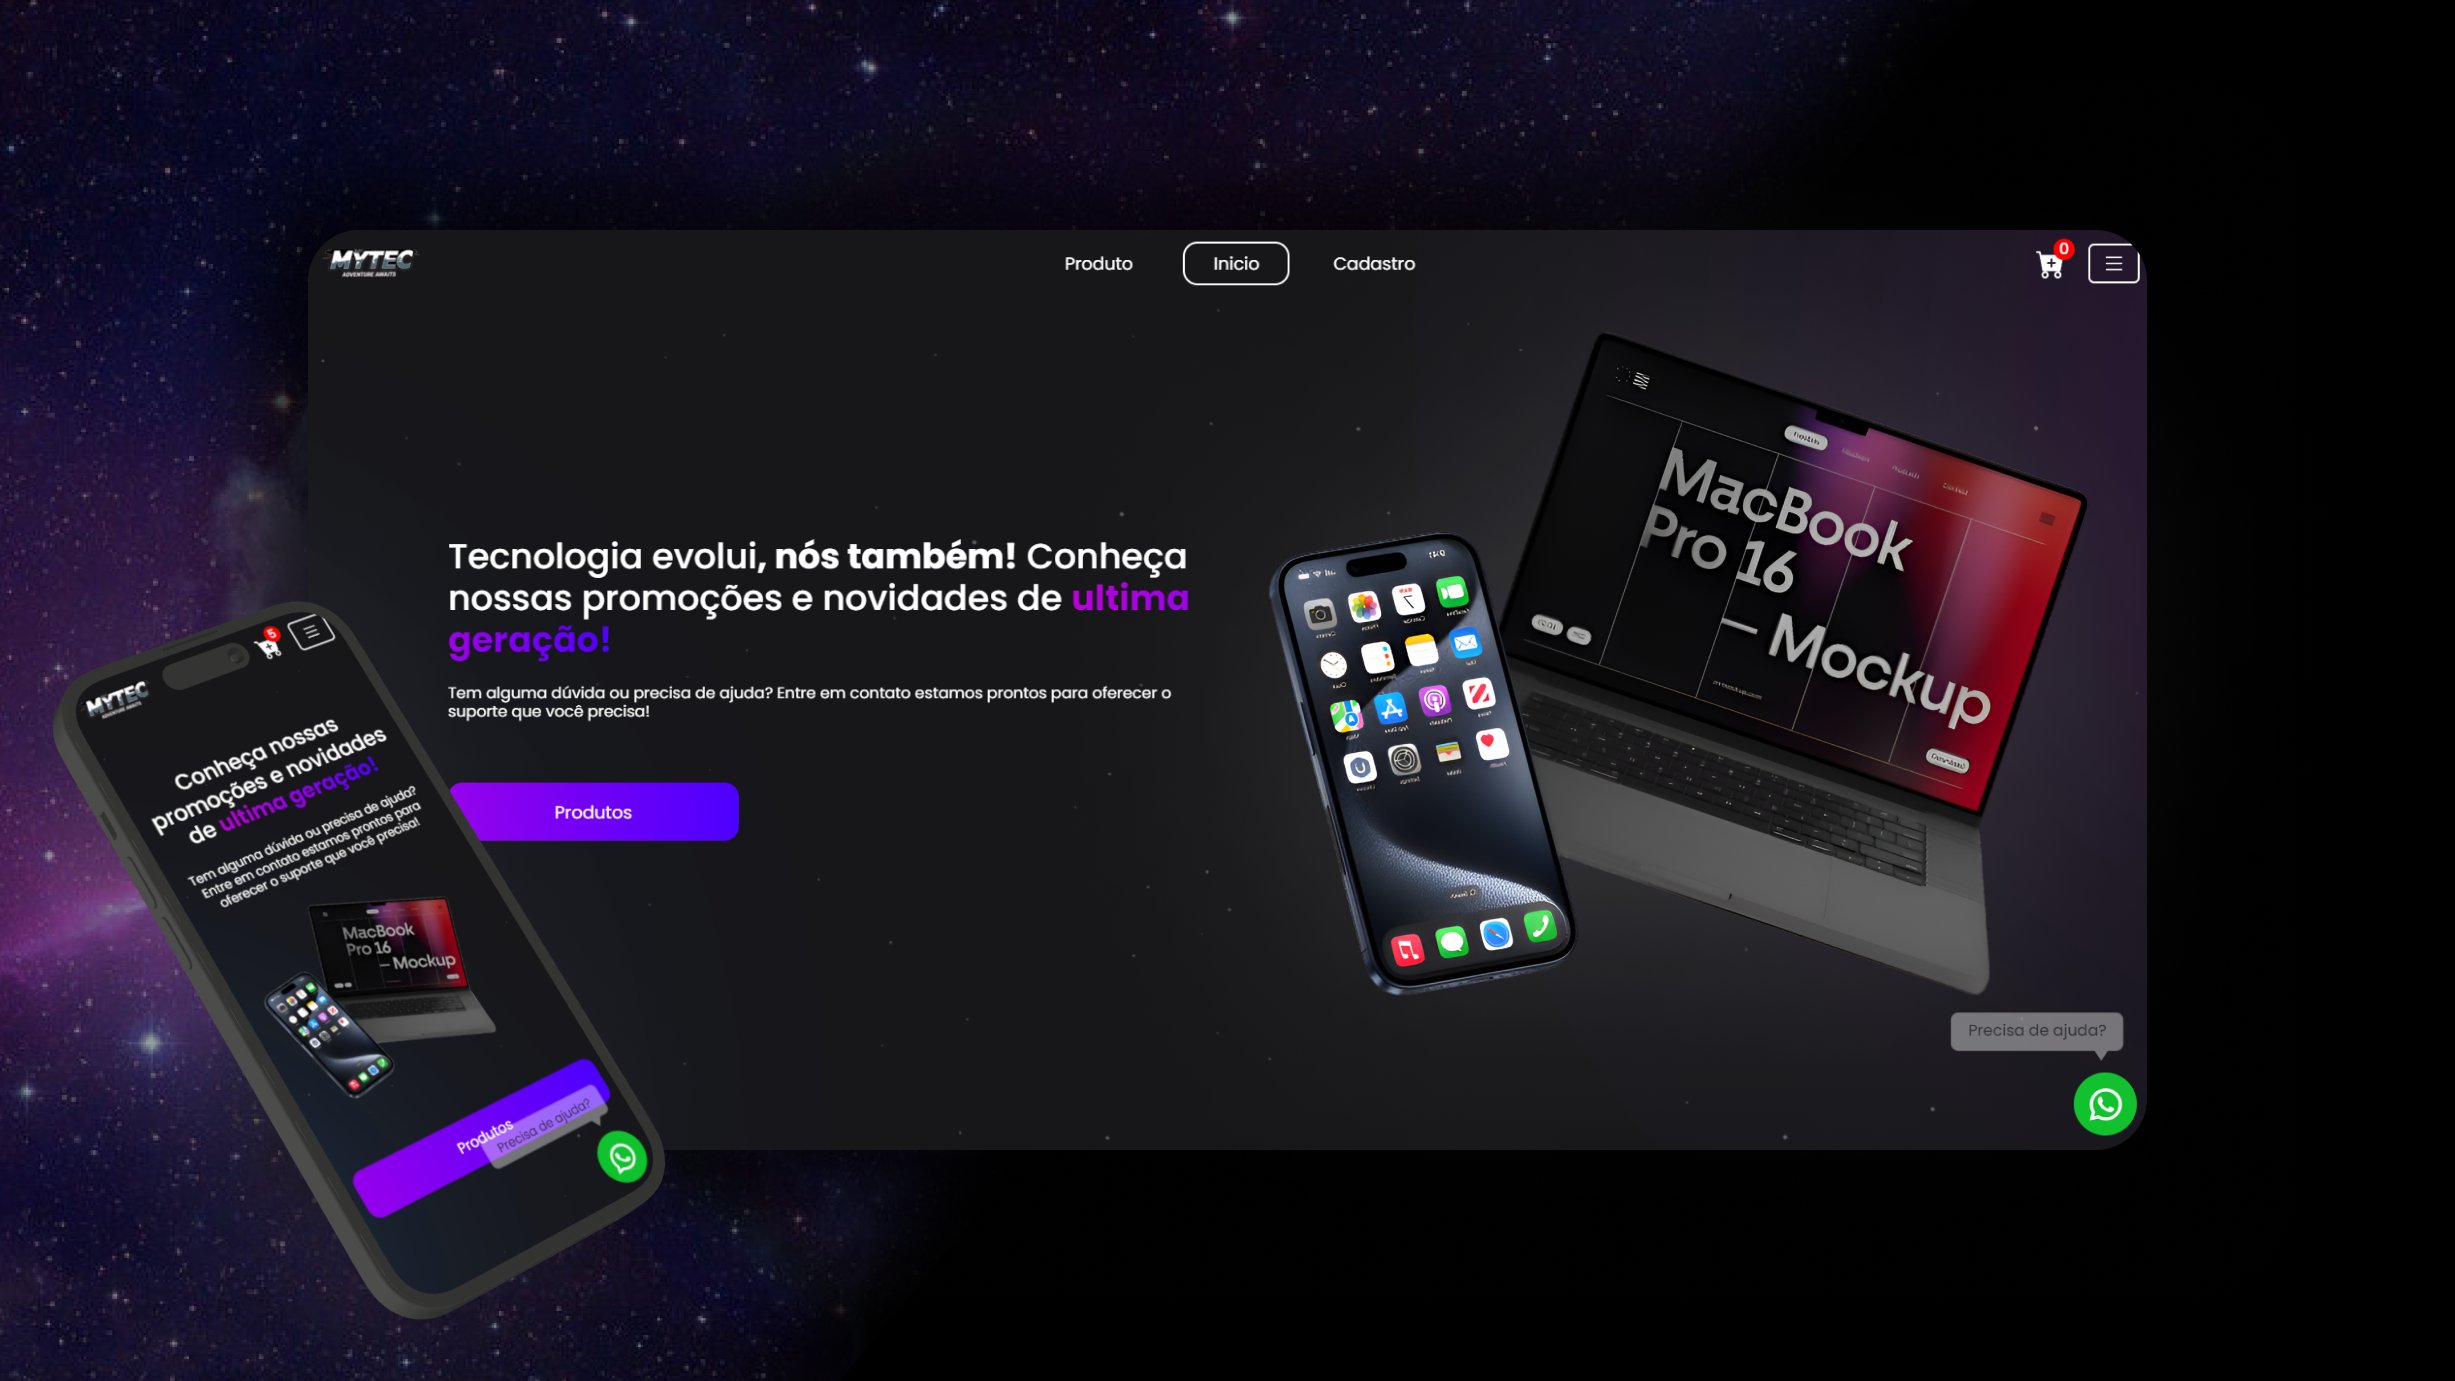 MYTEC
ADVENTURE AWAITS
Produto
Inicio
Cadastro
0
Tecnologia evolui, nós também! Conheça
nossas promoções e novidades de ultima
geração!
Tem alguma dúvida ou precisa de ajuda? Entre em contato estamos prontos para oferecer o
suporte que você precisa!
Produtos
MacBook
Pro 16
– Mockup
Download
Precisa de ajuda?
5
MYTEC
ADVENTURE AWAITS
Conheça nossas
promoções e novidades
de ultima geração!
Tem alguma dúvida ou precisa de ajuda?
Entre em contato estamos prontos para
oferecer o suporte que você precisa!
MacBook
Pro 16
– Mockup
Produtos
Precisa de ajuda?